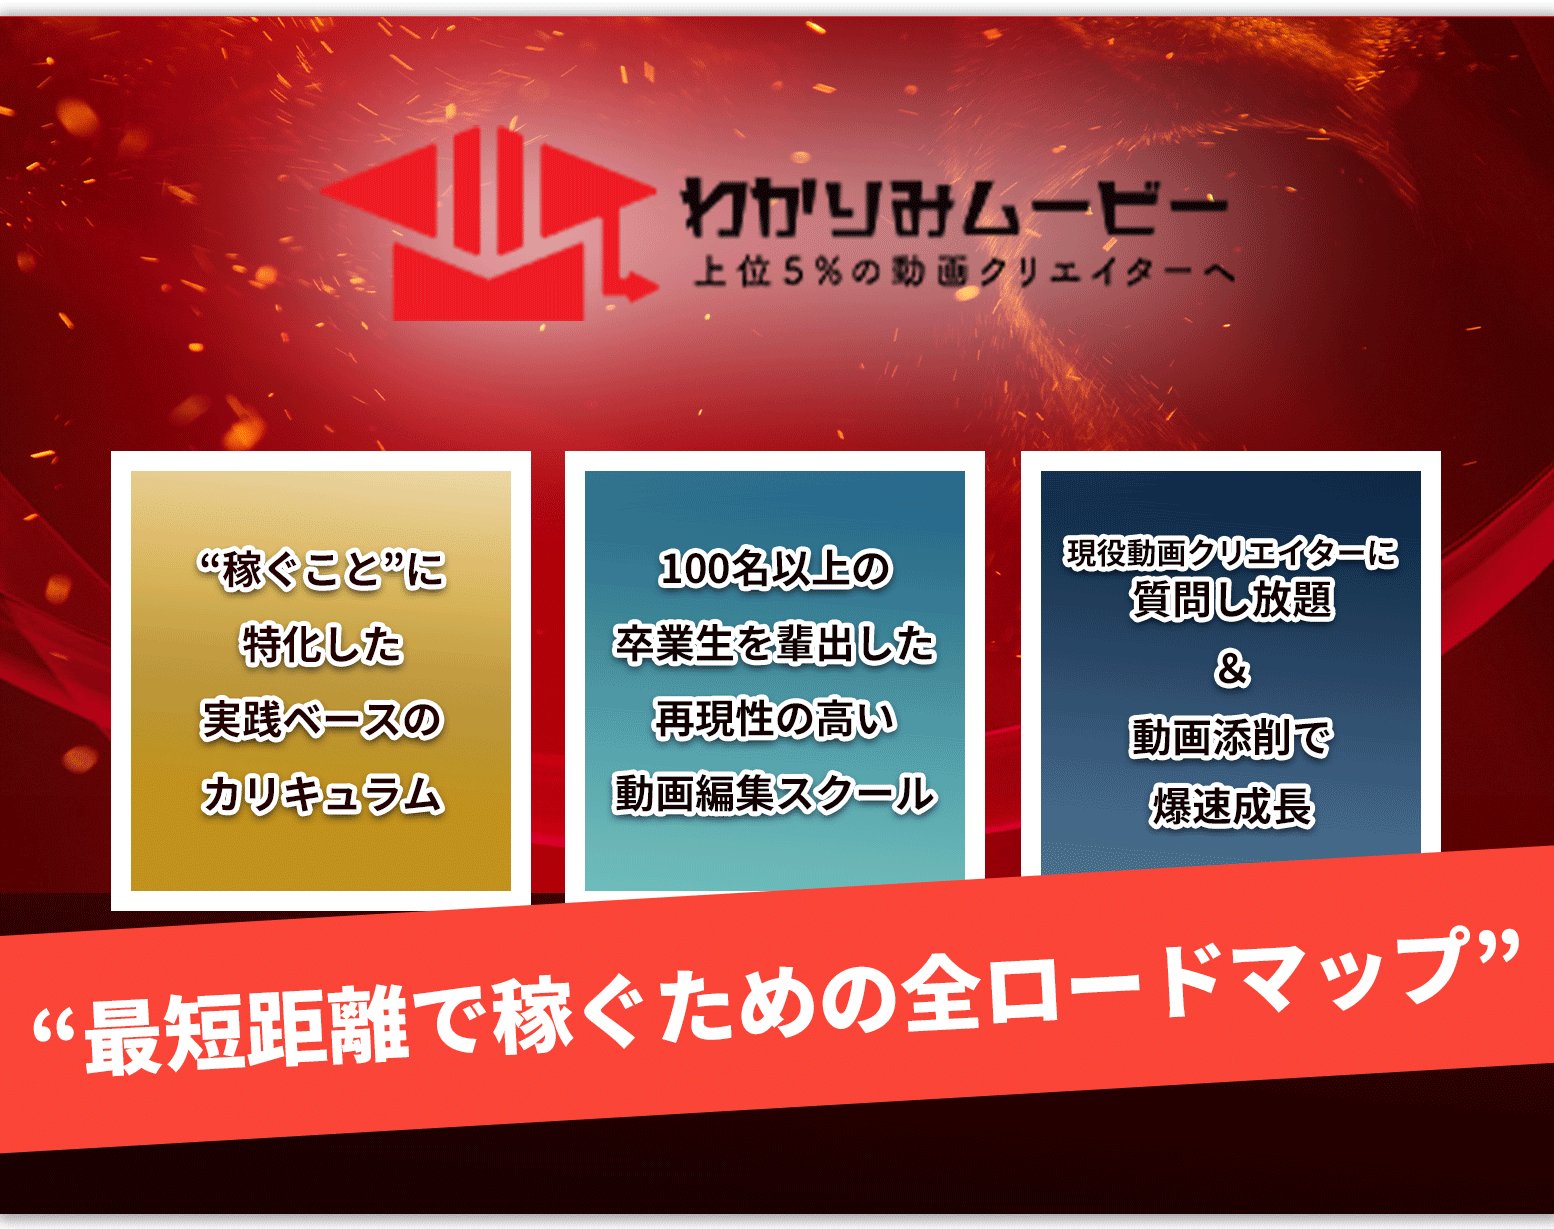 わかりみムービー
上位5%の動画クリエイターへ
“稼ぐこと”に
特化した
実践ベースの
カリキュラム
100名以上の
卒業生を輩出した
再現性の高い
動画編集スクール
現役動画クリエイターに
質問し放題
&
動画添削で
爆速成長
“最短距離で稼ぐための全ロードマップ”